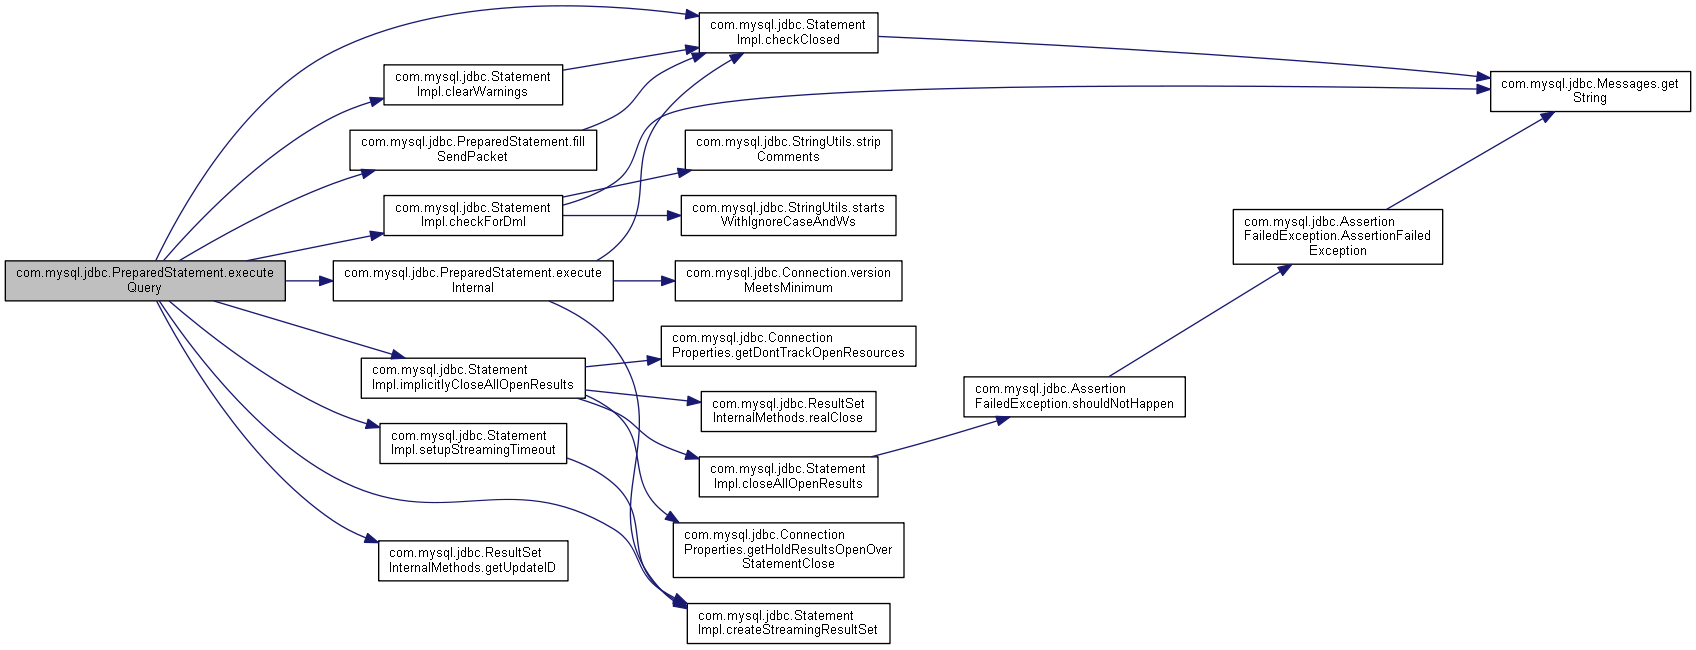 com.mysql.jdbc.Statement
Impl.checkClosed
com.mysql.jdbc.Statement
Impl.clearWarnings
com.mysql.jdbc.Messages.get
String
com.mysql.jdbc.PreparedStatement.fill
SendPacket
com.mysql.jdbc.StringUtils.strip
Comments
com.mysql.jdbc.Statement
Impl.checkForDml
com.mysql.jdbc.StringUtils.starts
WithIgnoreCaseAndWs
com.mysql.jdbc.Assertion
FailedException.AssertionFailed
Exception
com.mysql.jdbc.PreparedStatement.execute
Query
com.mysql.jdbc.PreparedStatement.execute
Internal
com.mysql.jdbc.Connection.version
MeetsMinimum
com.mysql.jdbc.Connection
Properties.getDontTrackOpenResources
com.mysql.jdbc.Statement
Impl.implicitlyCloseAllOpenResults
com.mysql.jdbc.ResultSet
InternalMethods.realClose
com.mysql.jdbc.Assertion
FailedException.shouldNotHappen
com.mysql.jdbc.Statement
Impl.setupStreamingTimeout
com.mysql.jdbc.Statement
Impl.closeAllOpenResults
com.mysql.jdbc.Connection
Properties.getHoldResultsOpenOver
StatementClose
com.mysql.jdbc.ResultSet
InternalMethods.getUpdateID
com.mysql.jdbc.Statement
Impl.createStreamingResultSet